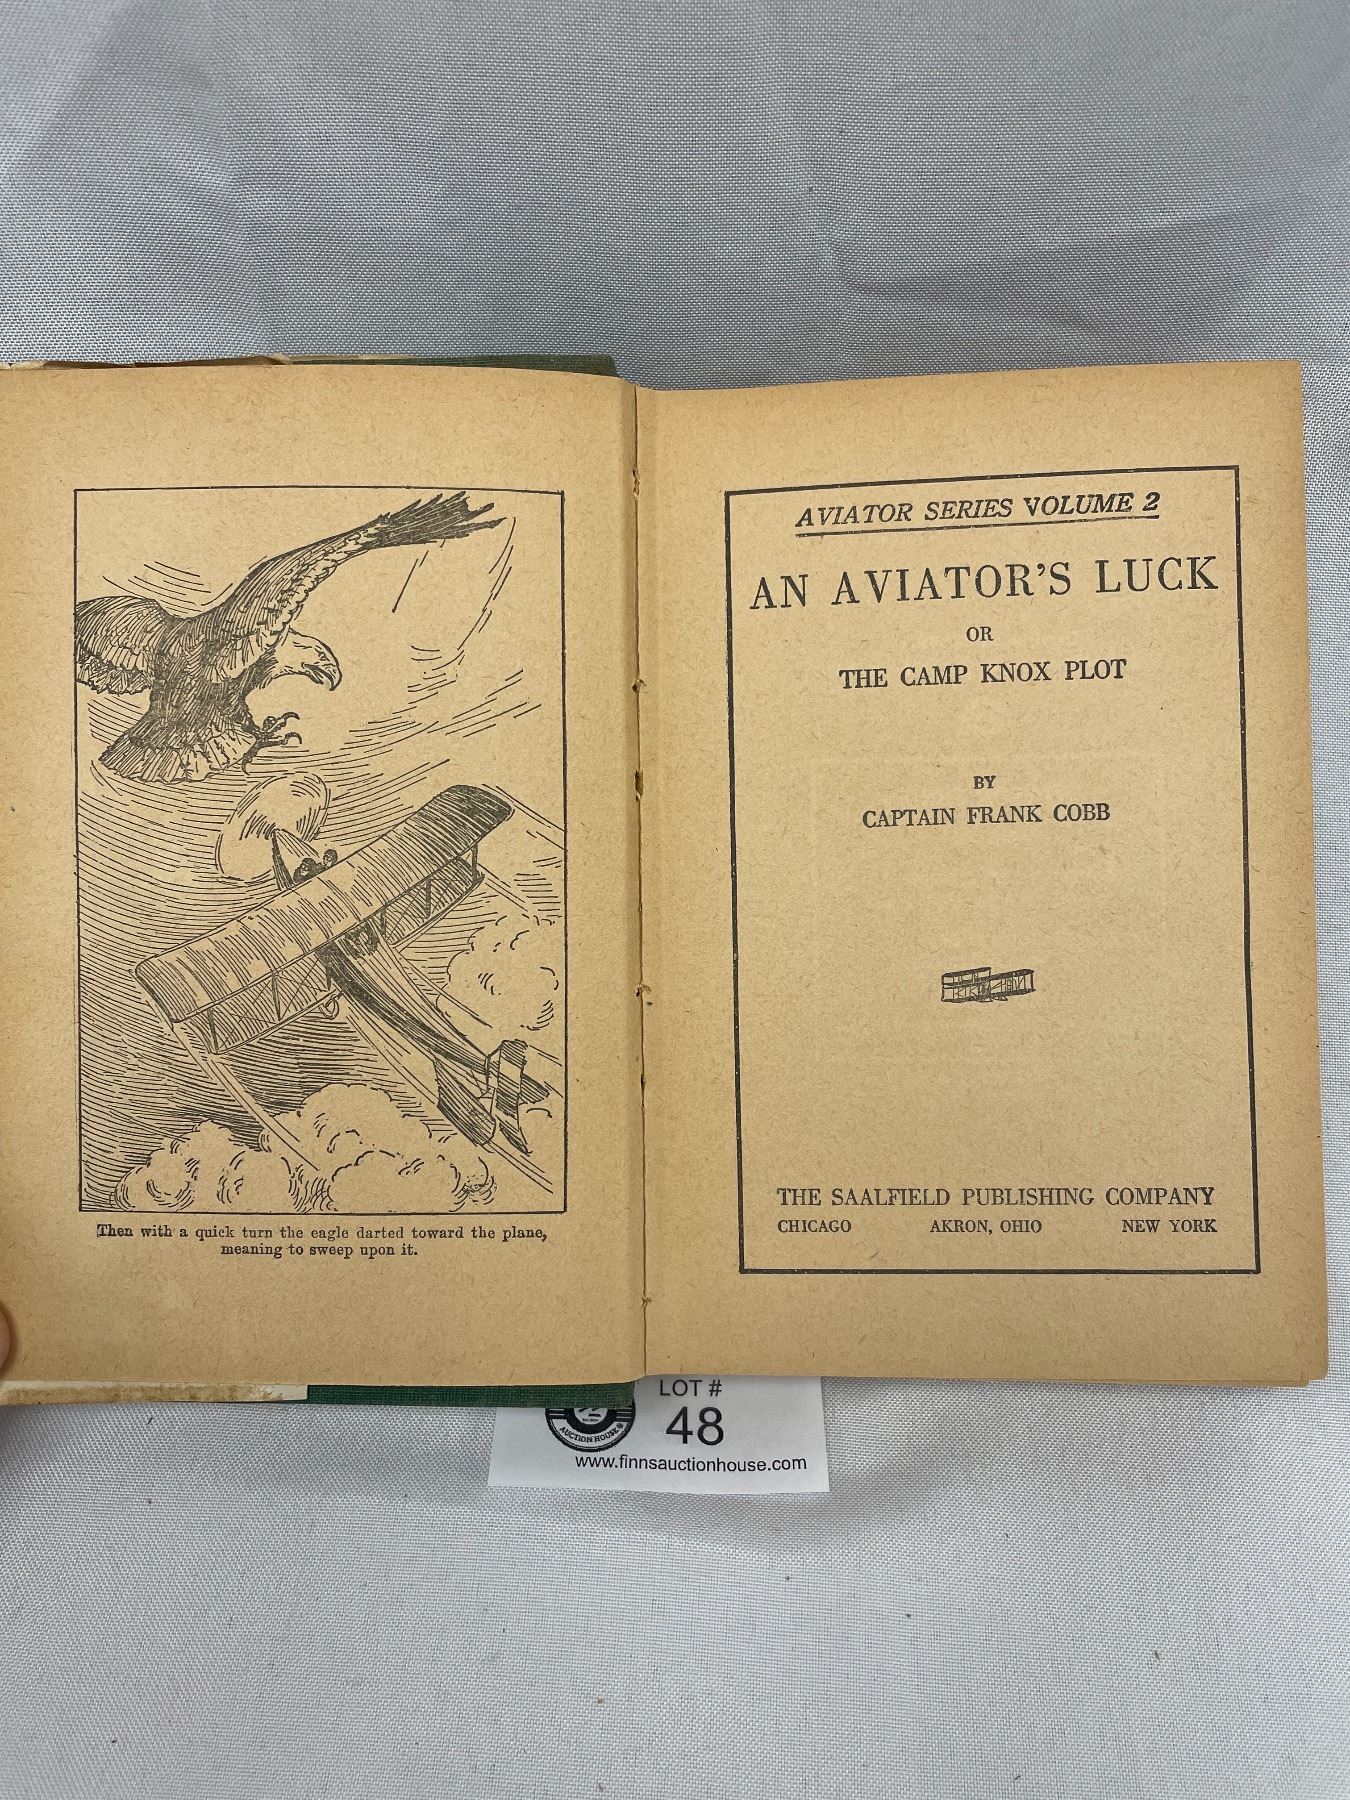 Then with a quick turn the eagle darted toward the plane,
meaning to sweep upon it.
AVIATOR SERIES VOLUME 2
AN AVIATOR'S LUCK
OR
THE CAMP KNOX PLOT
BY
CAPTAIN FRANK COBB
THE SAALFIELD PUBLISHING COMPANY
CHICAGO AKRON, OHIO NEW YORK
LOT #
48
AUCTION HOUSE
www.finnsauctionhouse.com